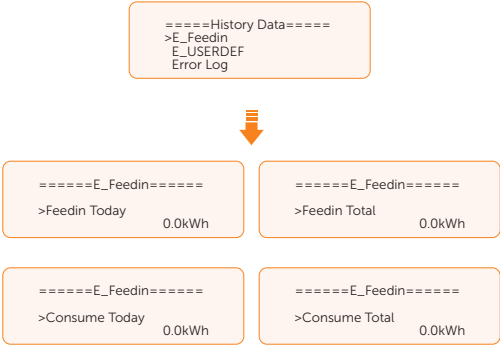 =====History Data=====
>E_Feedin
E_USERDEF
Error Log
======E_Feedin======
>Feedin Today
0.0kWh
======E_Feedin======
>Feedin Total
0.0kWh
======E_Feedin======
>Consume Today
0.0kWh
======E_Feedin======
>Consume Total
0.0kWh